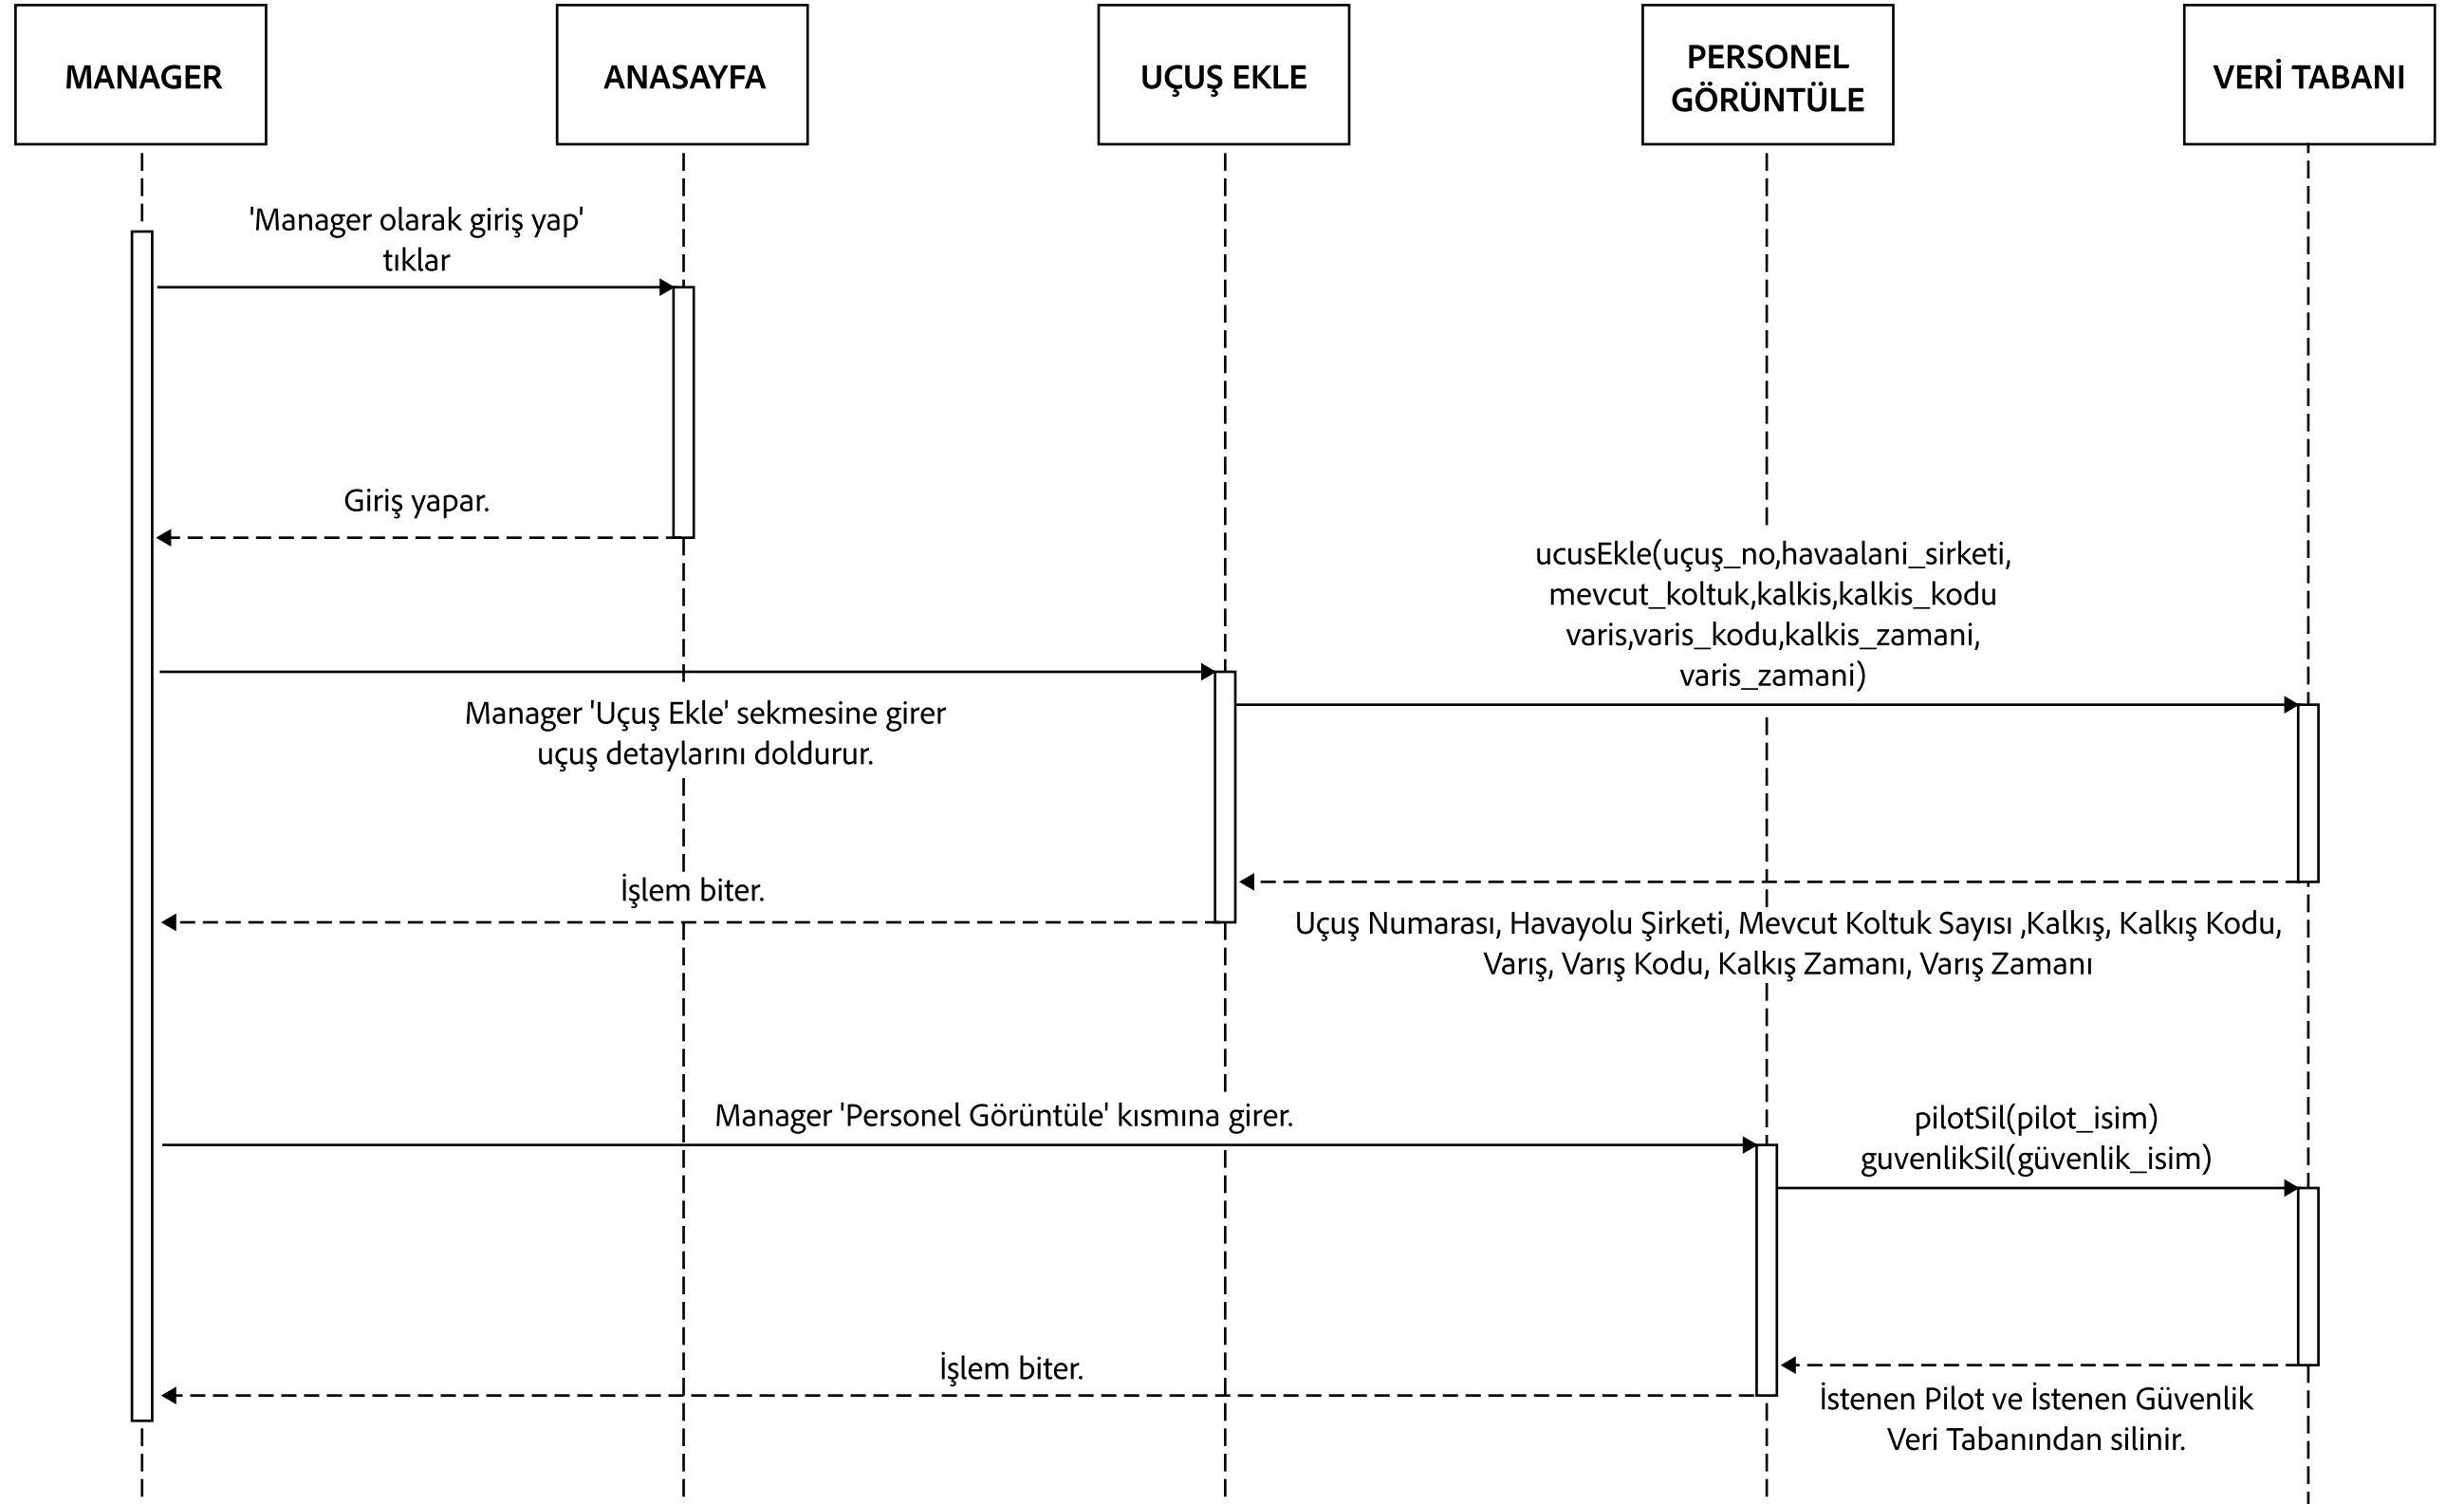 MANAGER
ANASAYFA
UÇUŞ EKLE
PERSONEL
GÖRÜNTÜLE
VERİ TABANI
'Manager olarak giriş yap'
tıklar
Giriş yapar.
ucusEkle(uçuş_no,havaalani_sirketi,
mevcut_koltuk,kalkis,kalkis_kodu
varis,varis_kodu,kalkis_zamani,
varis_zamani)
Manager 'Uçuş Ekle' sekmesine girer
uçuş detaylarını doldurur.
İşlem biter.
Uçuş Numarası, Havayolu Şirketi, Mevcut Koltuk Sayısı ,Kalkış, Kalkış Kodu,
Varış, Varış Kodu, Kalkış Zamanı, Varış Zamanı
Manager 'Personel Görüntüle' kısmına girer.
pilotSil(pilot_isim)
guvenlikSil(güvenlik_isim)
İşlem biter.
İstenen Pilot ve İstenen Güvenlik
Veri Tabanından silinir.